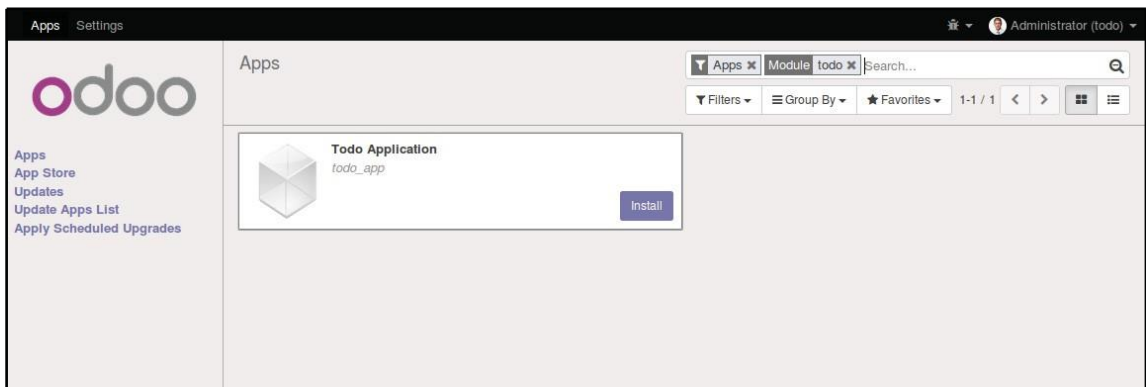 Apps Settings
Administrator (todo)
odoo
Apps
App Store
Updates
Update Apps List
Apply Scheduled Upgrades
Apps
Apps Module todo Search...
Filters Group By Favorites 1-1 / 1
Todo Application
todo_app
Install